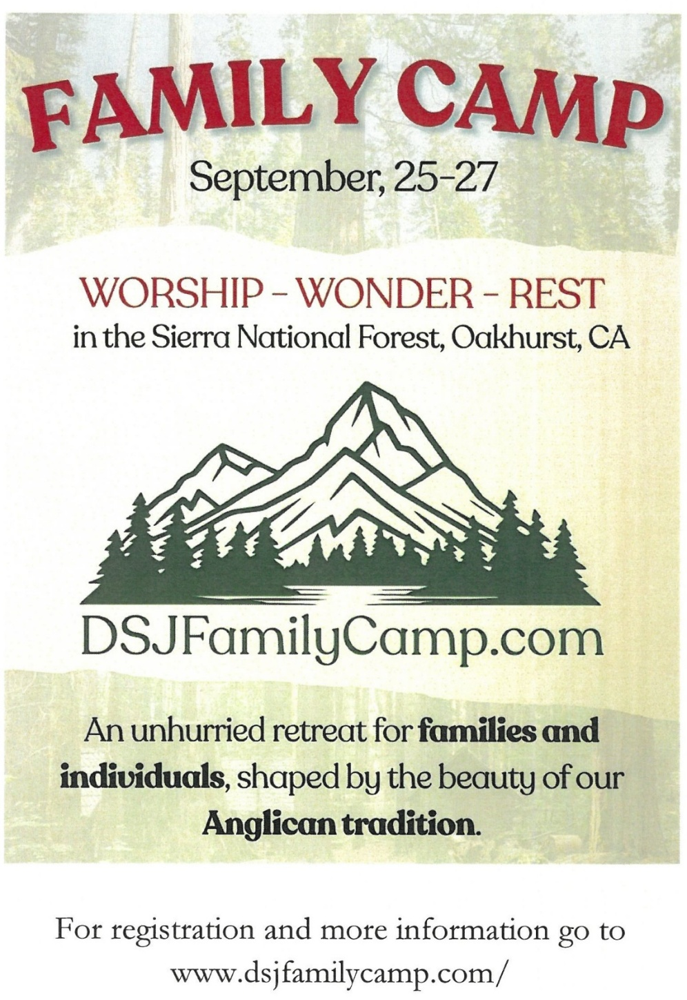 FAMILY CAMP
September, 25-27
WORSHIP - WONDER - REST
in the Sierra National Forest, Oakhurst, CA
DSJFamilyCamp.com
An unhurried retreat for families and
individuals, shaped by the beauty of our
Anglican tradition.
For registration and more information go to
www.dsjfamilycamp.com/